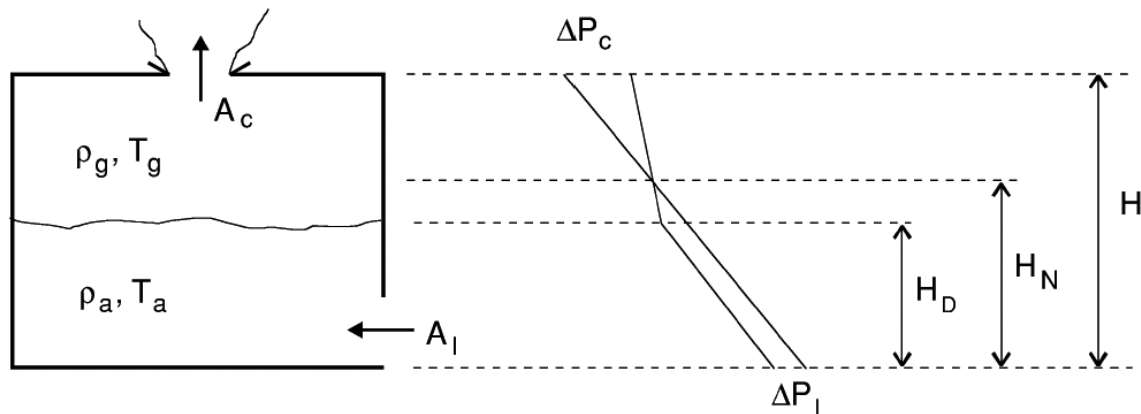 ΔP_c
A_c
ρ_g, T_g
H
H_N
ρ_a, T_a
H_D
A_l
ΔP_l